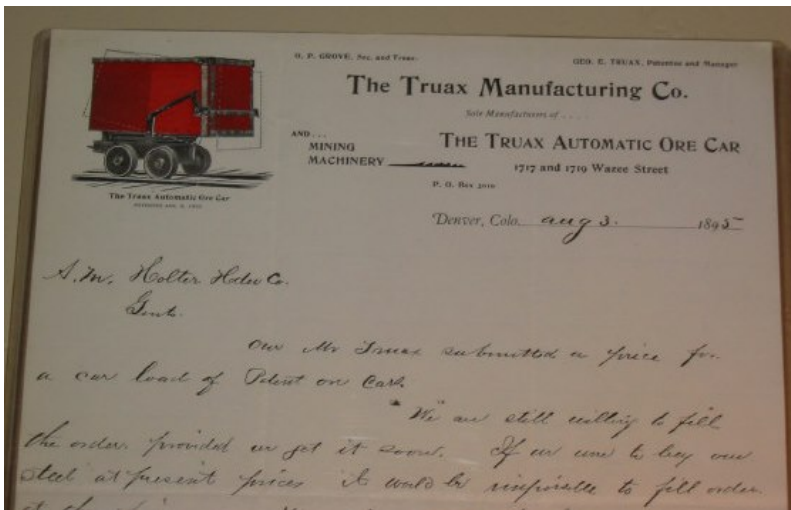 O. P. GROVE, Sec. and Treas.
GEO. E. TRUAX, Patentee and Manager
The Truax Manufacturing Co.
Sole Manufacturers of . . . .
THE TRUAX AUTOMATIC ORE CAR
AND . . .
MINING
MACHINERY
1717 and 1719 Wazee Street
P. O. Box
The Truax Automatic Ore Car
Denver, Colo. Aug 3. 1895
A. M. Holter Hdw Co.
Gents.
Our Mr Truax submitted a price for
a car load of Patent ore Cars.
We are still willing to fill
the order, provided we get it soon. If we were to buy our
steel at present prices it would be impossible to fill order
at